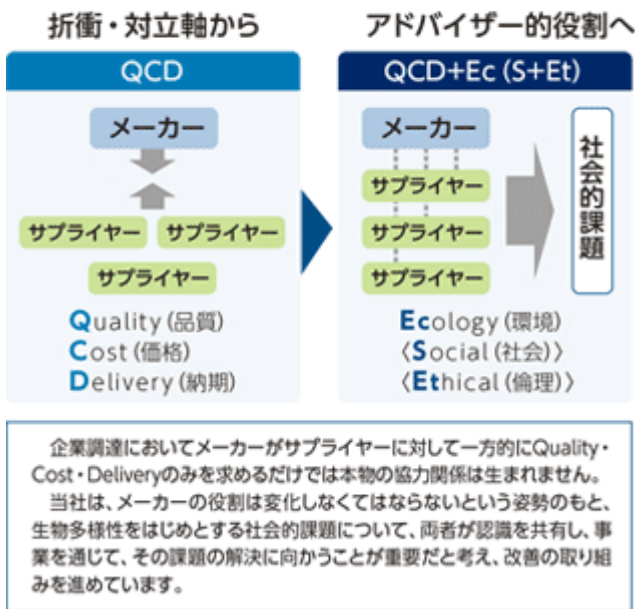 折衝・対立軸から
アドバイザー的役割へ
QCD
メーカー
サプライヤー
サプライヤー
サプライヤー
Quality(品質)
Cost(価格)
Delivery(納期)
QCD+Ec(S+Et)
メーカー
サプライヤー
サプライヤー
サプライヤー
社会的課題
Ecology(環境)
〈Social(社会)〉
〈Ethical(倫理)〉
企業調達においてメーカーがサプライヤーに対して一方的にQuality・
Cost・Deliveryのみを求めるだけでは本物の協力関係は生まれません。
当社は、メーカーの役割は変化しなくてはならないという姿勢のもと、
生物多様性をはじめとする社会的課題について、両者が認識を共有し、事
業を通じて、その課題の解決に向かうことが重要だと考え、改善の取り組
みを進めています。